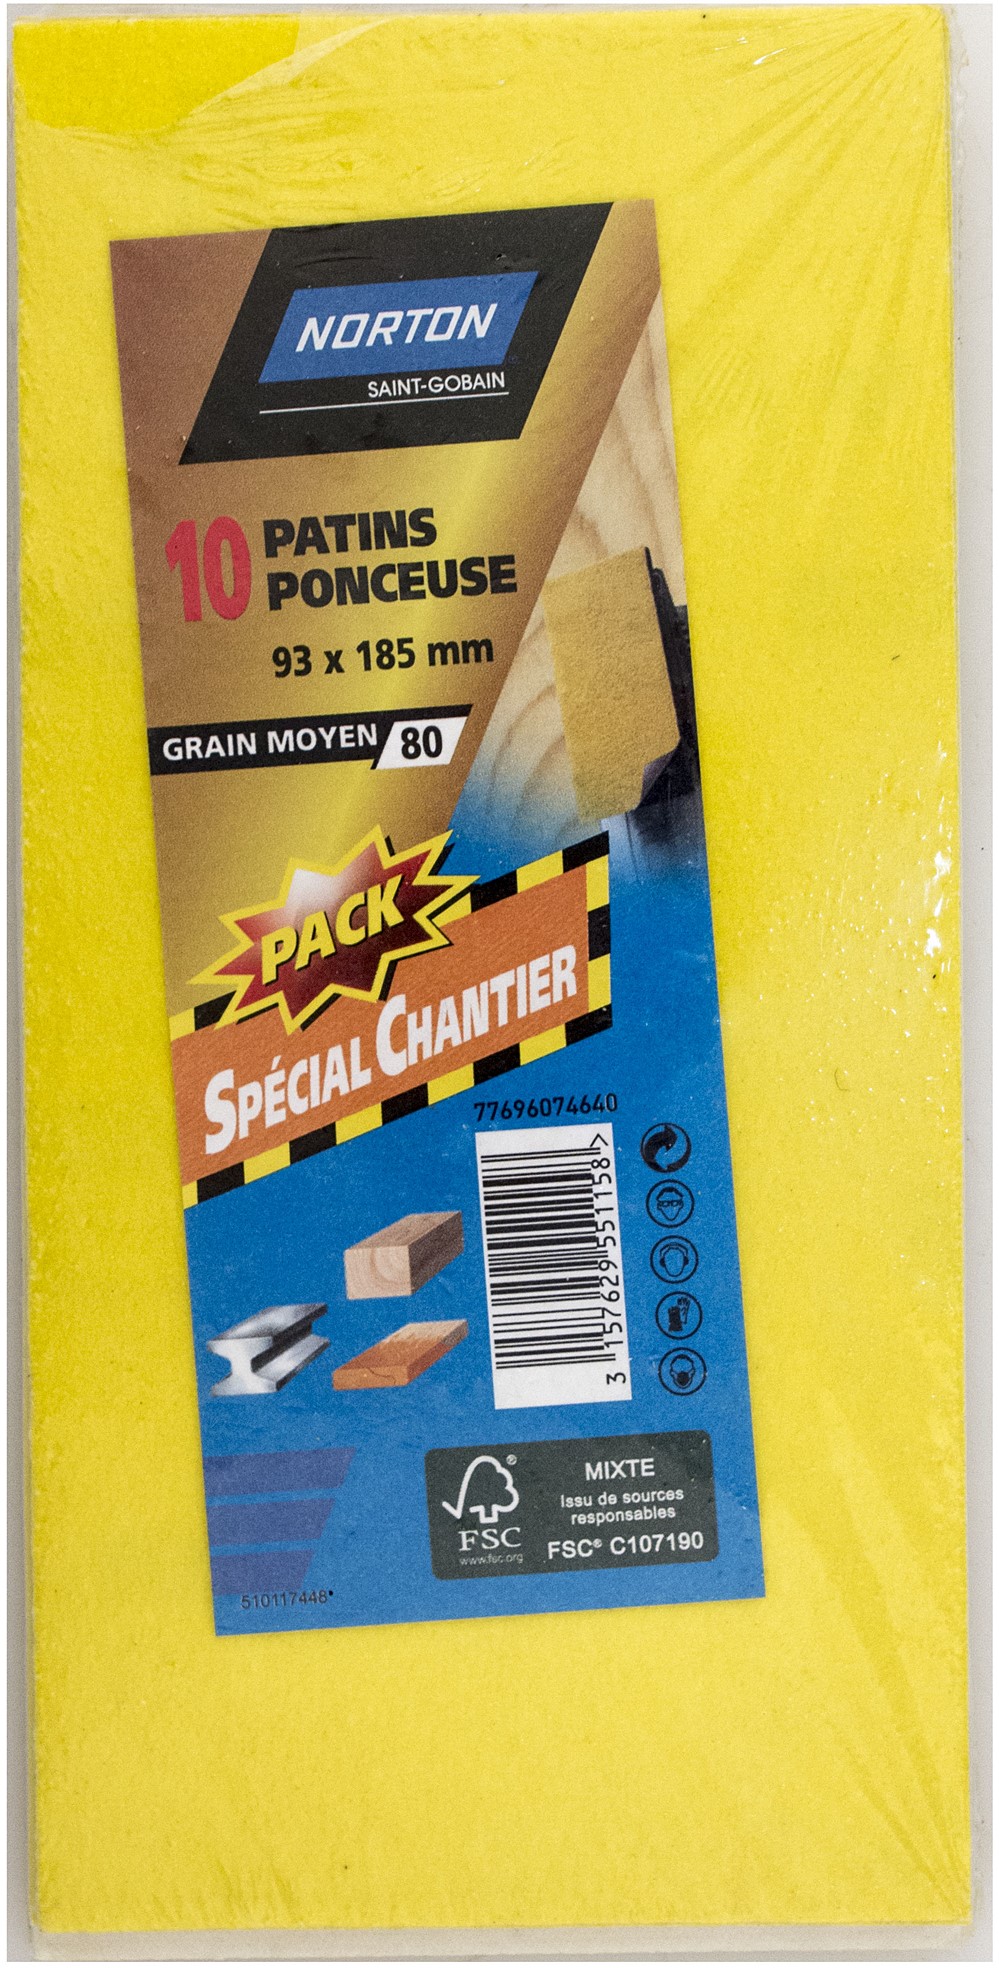 NORTON
SAINT-GOBAIN
10 PATINS
PONCEUSE
93 x 185 mm
GRAIN MOYEN 80
PACK
SPÉCIAL CHANTIER
77696074640
3 157629 551158 >
FSC
®
www.fsc.org
MIXTE
Issu de sources
responsables
FSC® C107190
510117448*